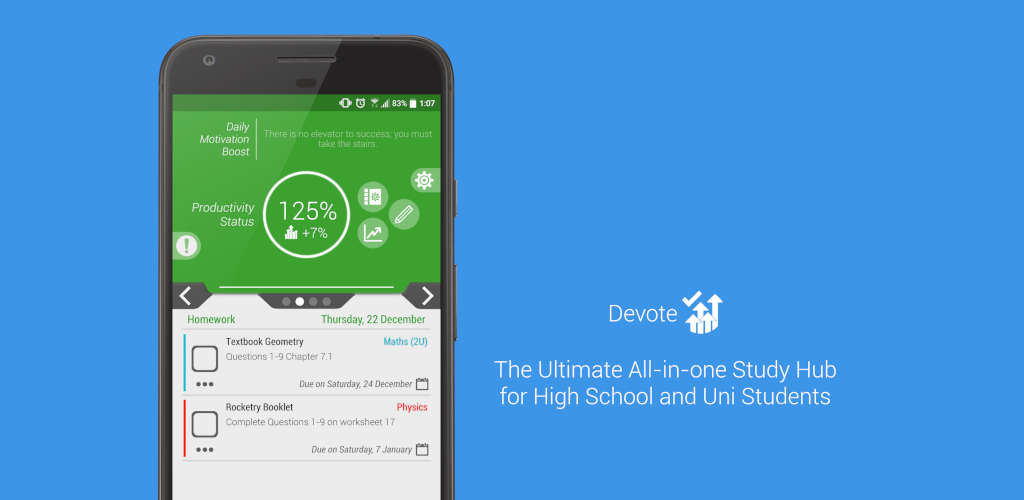 83% 1:07
Daily
Motivation
Boost
There is no elevator to success; you must
take the stairs.
Productivity
Status
125%
+7%
Homework
Thursday, 22 December
Textbook Geometry
Maths (2U)
Questions 1-9 Chapter 7.1
Due on Saturday, 24 December
Rocketry Booklet
Physics
Complete Questions 1-9 on worksheet 17
Due on Saturday, 7 January
Devote
The Ultimate All-in-one Study Hub
for High School and Uni Students